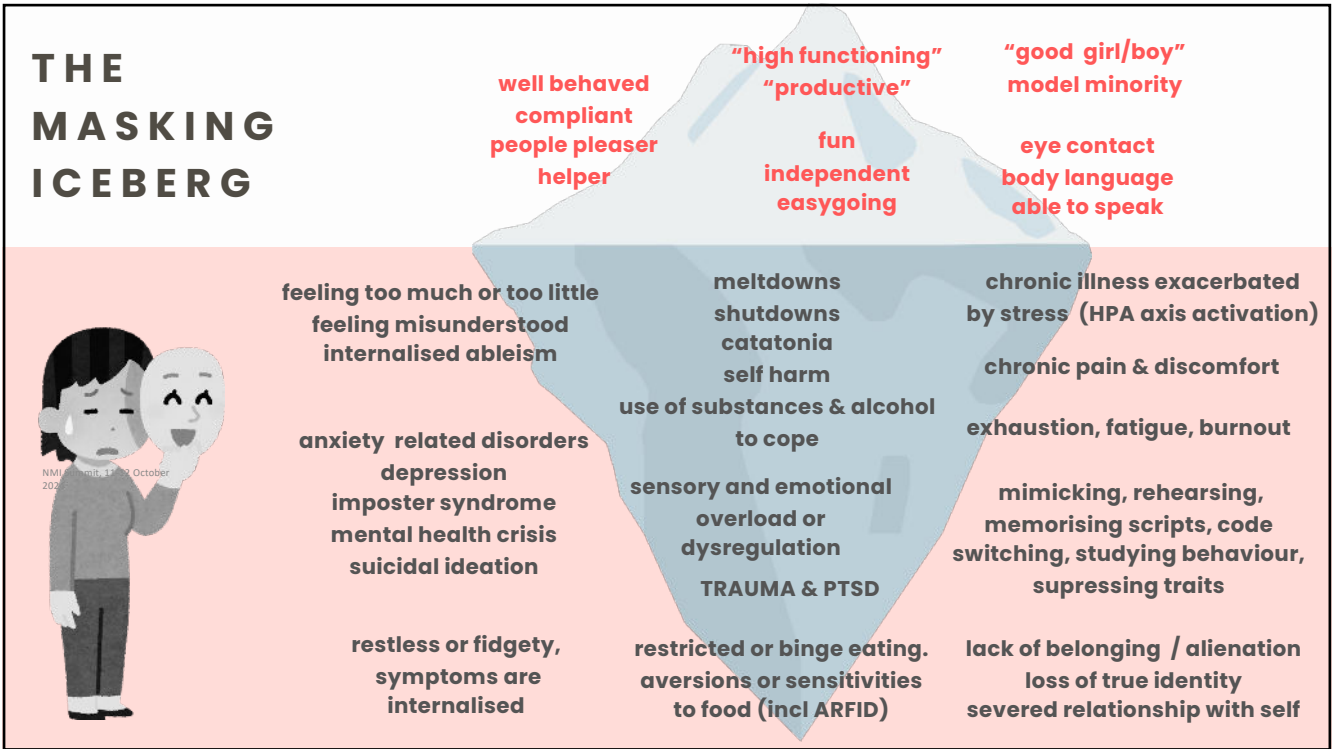 THE
MASKING
ICEBERG
well behaved
compliant
people pleaser
helper
“high functioning”
“productive”
fun
independent
easygoing
“good girl/boy”
model minority
eye contact
body language
able to speak
feeling too much or too little
feeling misunderstood
internalised ableism
anxiety related disorders
depression
imposter syndrome
mental health crisis
suicidal ideation
restless or fidgety,
symptoms are
internalised
meltdowns
shutdowns
catatonia
self harm
use of substances & alcohol
to cope
sensory and emotional
overload or
dysregulation
TRAUMA & PTSD
restricted or binge eating.
aversions or sensitivities
to food (incl ARFID)
chronic illness exacerbated
by stress (HPA axis activation)
chronic pain & discomfort
exhaustion, fatigue, burnout
mimicking, rehearsing,
memorising scripts, code
switching, studying behaviour,
supressing traits
lack of belonging / alienation
loss of true identity
severed relationship with self
NMI October